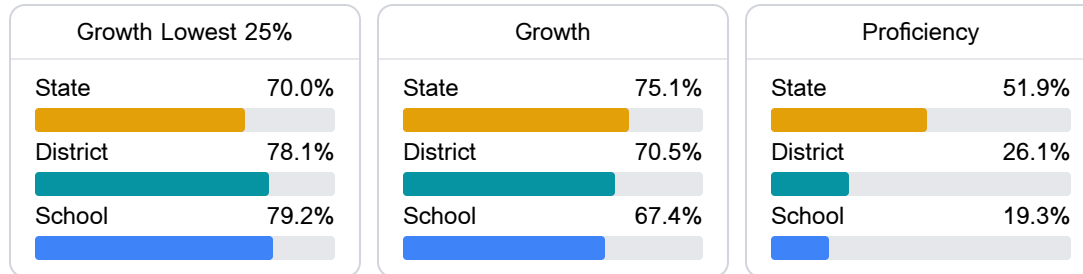 Growth Lowest 25%
State 70.0%
District 78.1%
School 79.2%
Growth
State 75.1%
District 70.5%
School 67.4%
Proficiency
State 51.9%
District 26.1%
School 19.3%